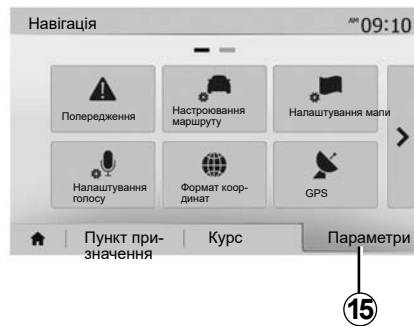 Навігація
AM 09:10
Попередження
Настроювання
маршруту
Налаштування мапи
Налаштування
голосу
Формат коор-
динат
GPS
Пункт при-
значення
Курс
Параметри
15